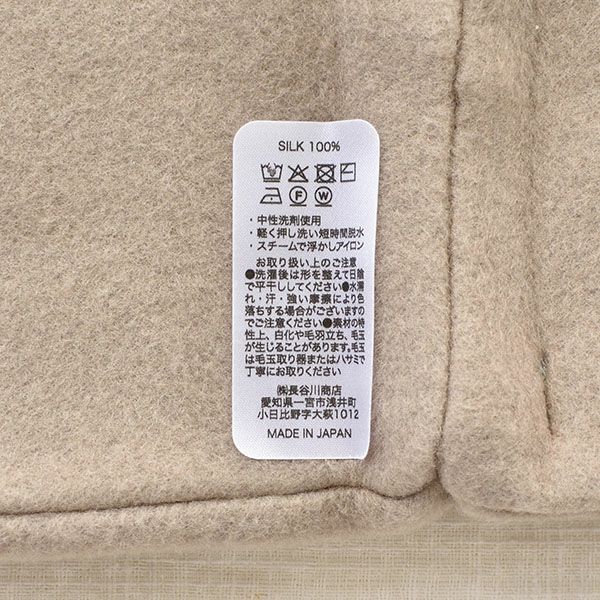 SILK 100%
F W
・中性洗剤使用
・軽く押し洗い短時間脱水
・スチームで浮かしアイロン
お取り扱い上のご注意
●洗濯後は形を整えて日陰
で平干ししてください●水濡
れ・汗・強い摩擦により色
落ちする場合がございますの
でご注意ください●素材の特
性上、白化や毛羽立ち、毛玉
が生じることがあります。毛玉
は毛玉取り器またはハサミで
丁寧にお取りください。
㈱長谷川商店
愛知県一宮市浅井町
小日比野字大萩1012
MADE IN JAPAN